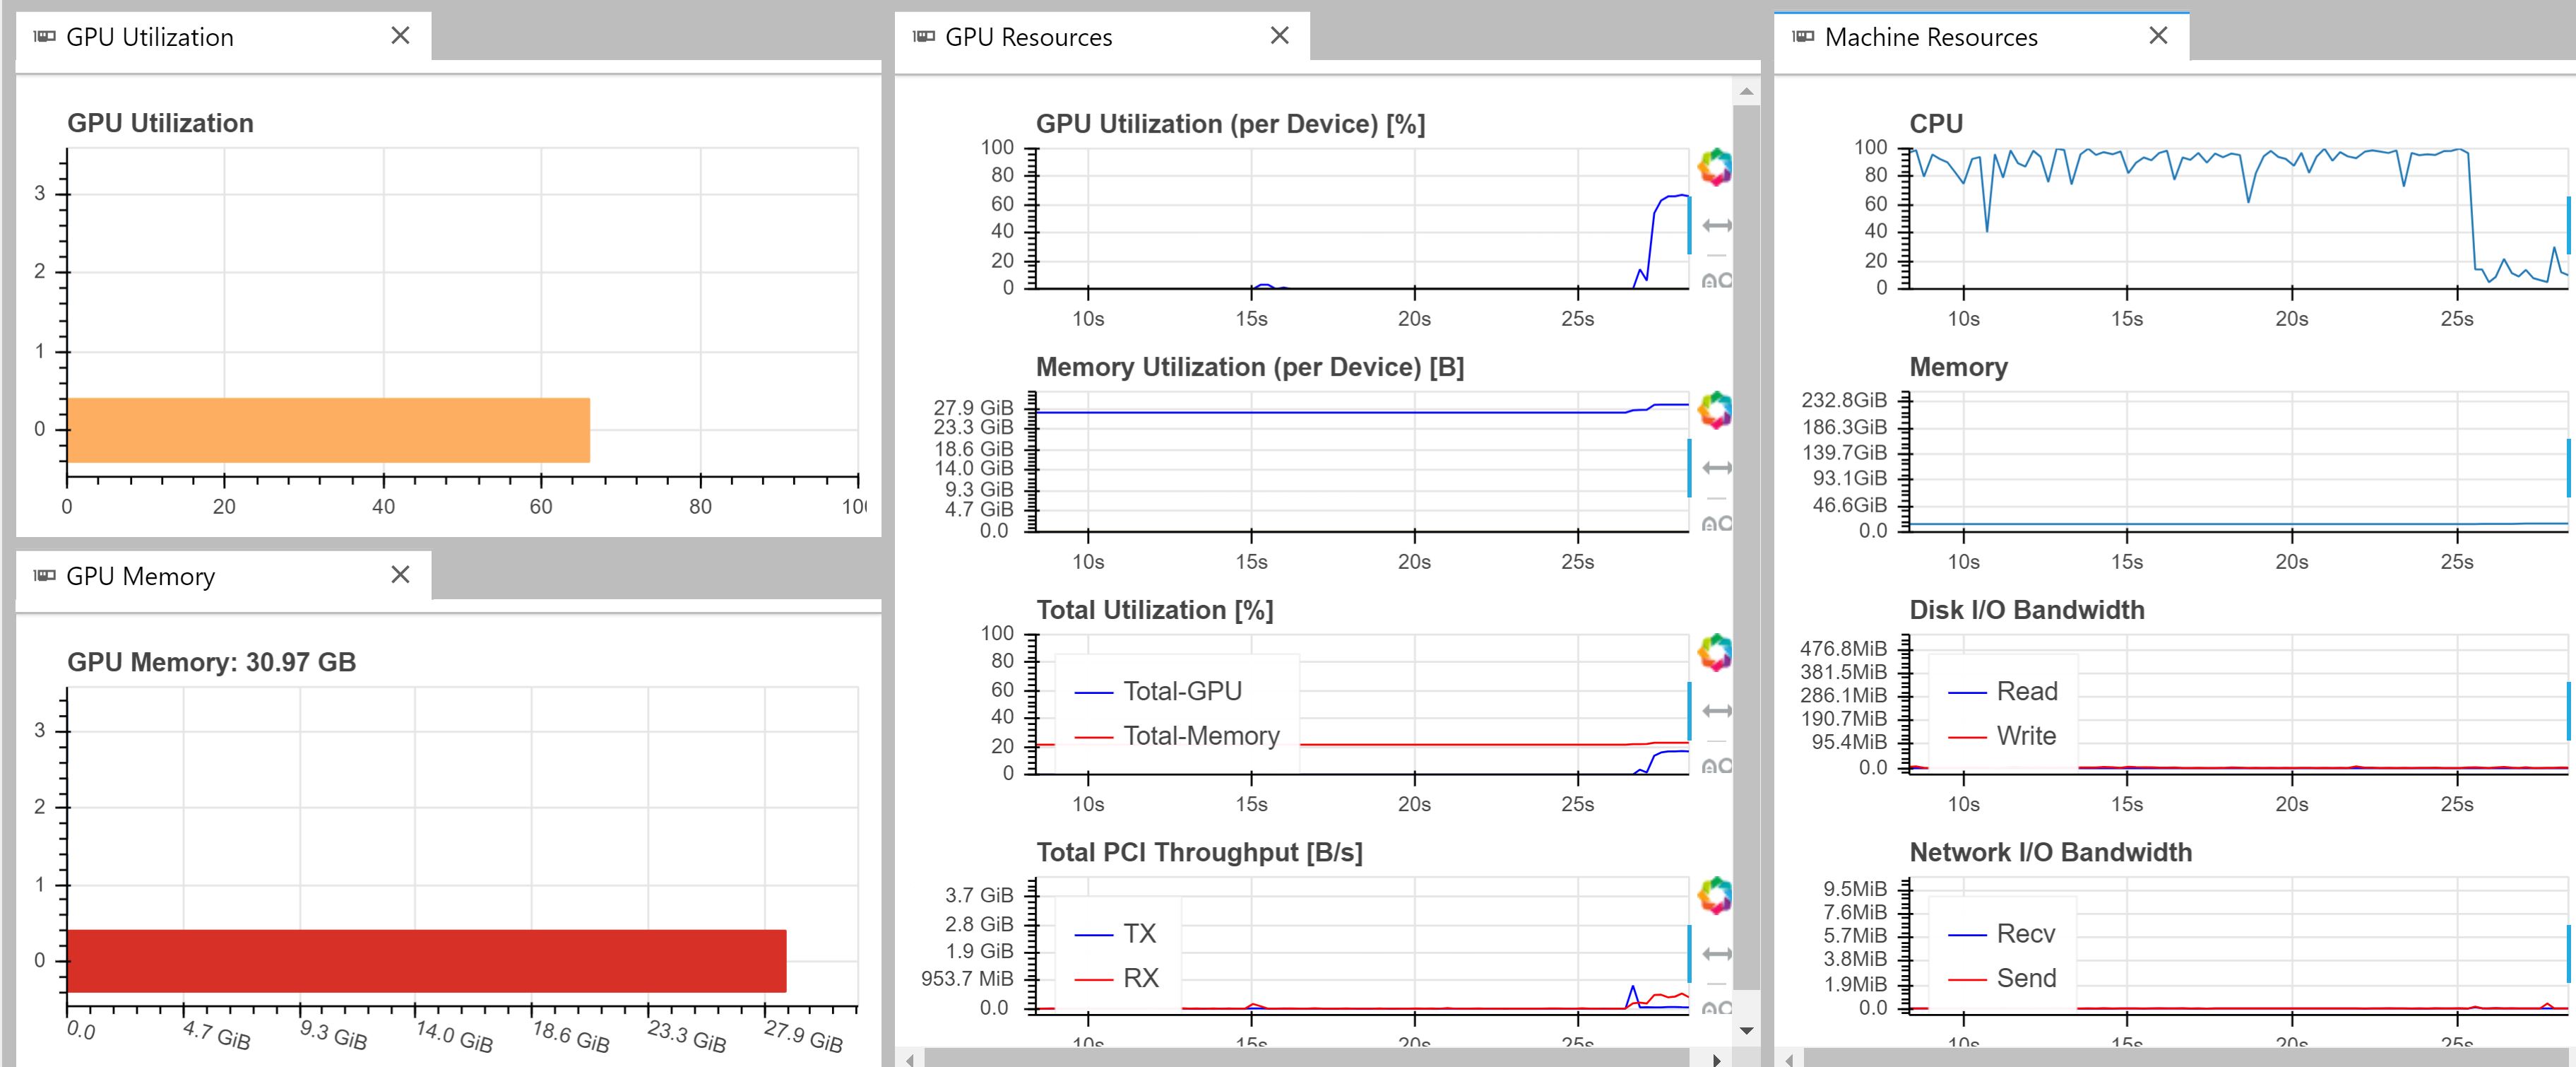 GPU Utilization
GPU Utilization
3
2
1
0
0 20 40 60 80 100
GPU Memory
GPU Memory: 30.97 GB
3
2
1
0
0.0 4.7 GiB 9.3 GiB 14.0 GiB 18.6 GiB 23.3 GiB 27.9 GiB
GPU Resources
GPU Utilization (per Device) [%]
100
80
60
40
20
0
10s 15s 20s 25s
Memory Utilization (per Device) [B]
27.9 GiB
23.3 GiB
18.6 GiB
14.0 GiB
9.3 GiB
4.7 GiB
0.0
10s 15s 20s 25s
Total Utilization [%]
100
80
60
40
20
0
Total-GPU
Total-Memory
10s 15s 20s 25s
Total PCI Throughput [B/s]
3.7 GiB
2.8 GiB
1.9 GiB
953.7 MiB
0.0
TX
RX
10s 15s 20s 25s
Machine Resources
CPU
100
80
60
40
20
0
10s 15s 20s 25s
Memory
232.8GiB
186.3GiB
139.7GiB
93.1GiB
46.6GiB
0.0
10s 15s 20s 25s
Disk I/O Bandwidth
476.8MiB
381.5MiB
286.1MiB
190.7MiB
95.4MiB
0.0
Read
Write
10s 15s 20s 25s
Network I/O Bandwidth
9.5MiB
7.6MiB
5.7MiB
3.8MiB
1.9MiB
0.0
Recv
Send
10s 15s 20s 25s